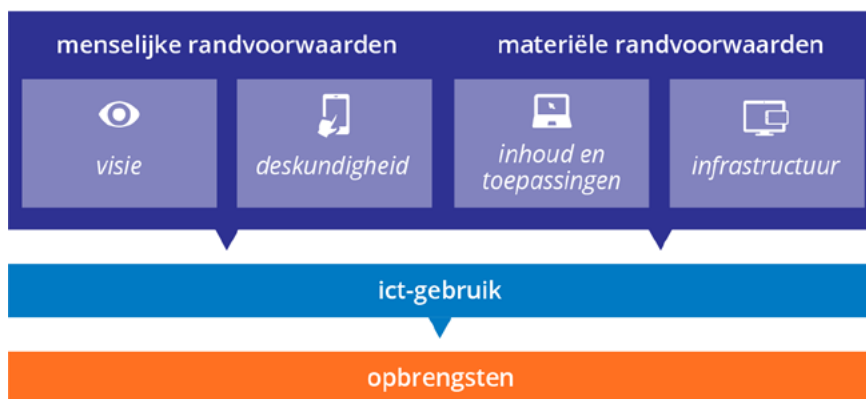 menselijke randvoorwaarden
materiële randvoorwaarden
visie
deskundigheid
inhoud en
toepassingen
infrastructuur
ict-gebruik
opbrengsten